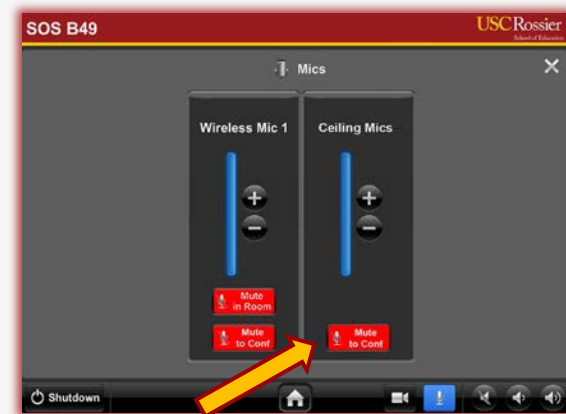 SOS B49
USC Rossier
School of Education
Mics
Wireless Mic 1
Ceiling Mics
Mute
in Room
Mute
to Conf
Mute
to Conf
Shutdown